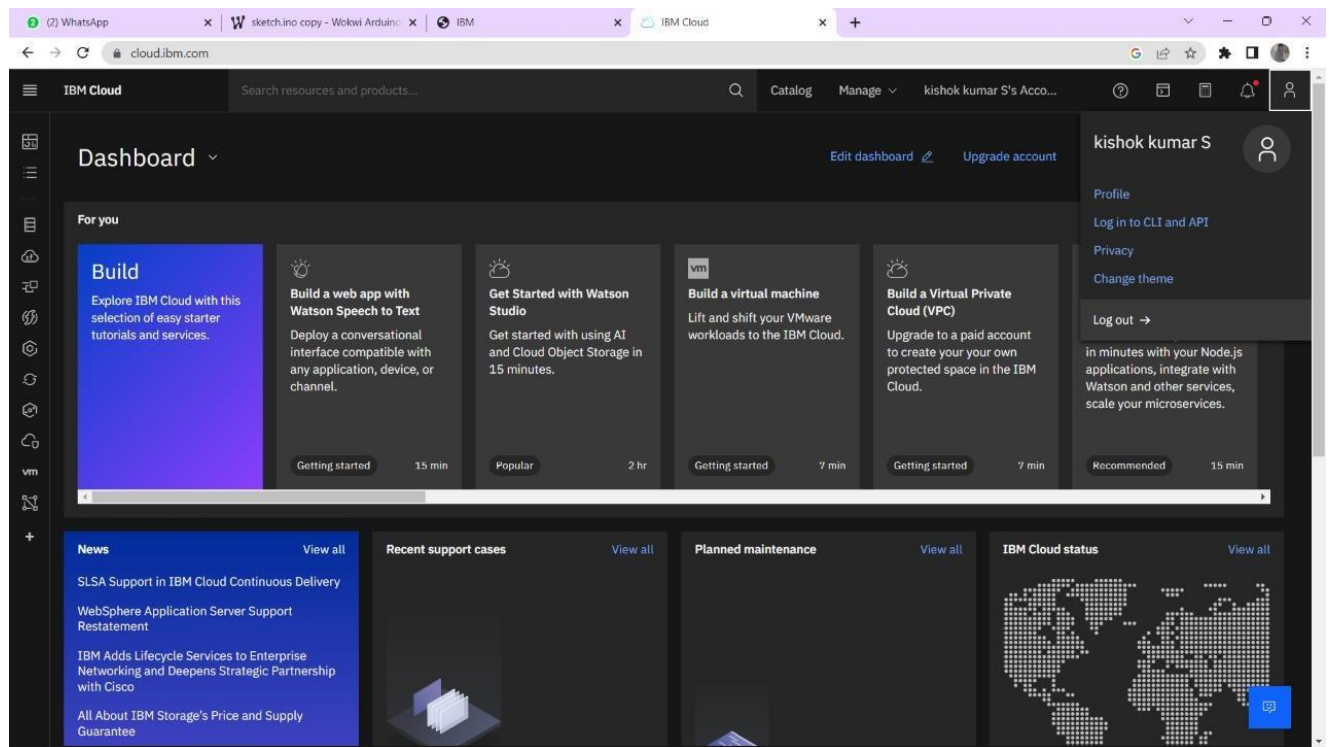 (2) WhatsApp
sketch.ino copy - Wokwi Arduino
IBM
IBM Cloud
cloud.ibm.com
IBM Cloud
Search resources and products...
Catalog
Manage
kishok kumar S's Acco...
Dashboard
Edit dashboard
Upgrade account
kishok kumar S
Profile
Log in to CLI and API
Privacy
Change theme
Log out →
For you
Build
Explore IBM Cloud with this
selection of easy starter
tutorials and services.
Build a web app with
Watson Speech to Text
Deploy a conversational
interface compatible with
any application, device, or
channel.
Getting started 15 min
Get Started with Watson
Studio
Get started with using AI
and Cloud Object Storage in
15 minutes.
Popular 2 hr
vm
Build a virtual machine
Lift and shift your VMware
workloads to the IBM Cloud.
Getting started 7 min
Build a Virtual Private
Cloud (VPC)
Upgrade to a paid account
to create your your own
protected space in the IBM
Cloud.
Getting started 7 min
in minutes with your Node.js
applications, integrate with
Watson and other services,
scale your microservices.
Recommended 15 min
vm
News View all
SLSA Support in IBM Cloud Continuous Delivery
WebSphere Application Server Support
Restatement
IBM Adds Lifecycle Services to Enterprise
Networking and Deepens Strategic Partnership
with Cisco
All About IBM Storage's Price and Supply
Guarantee
Recent support cases View all
Planned maintenance View all
IBM Cloud status View all